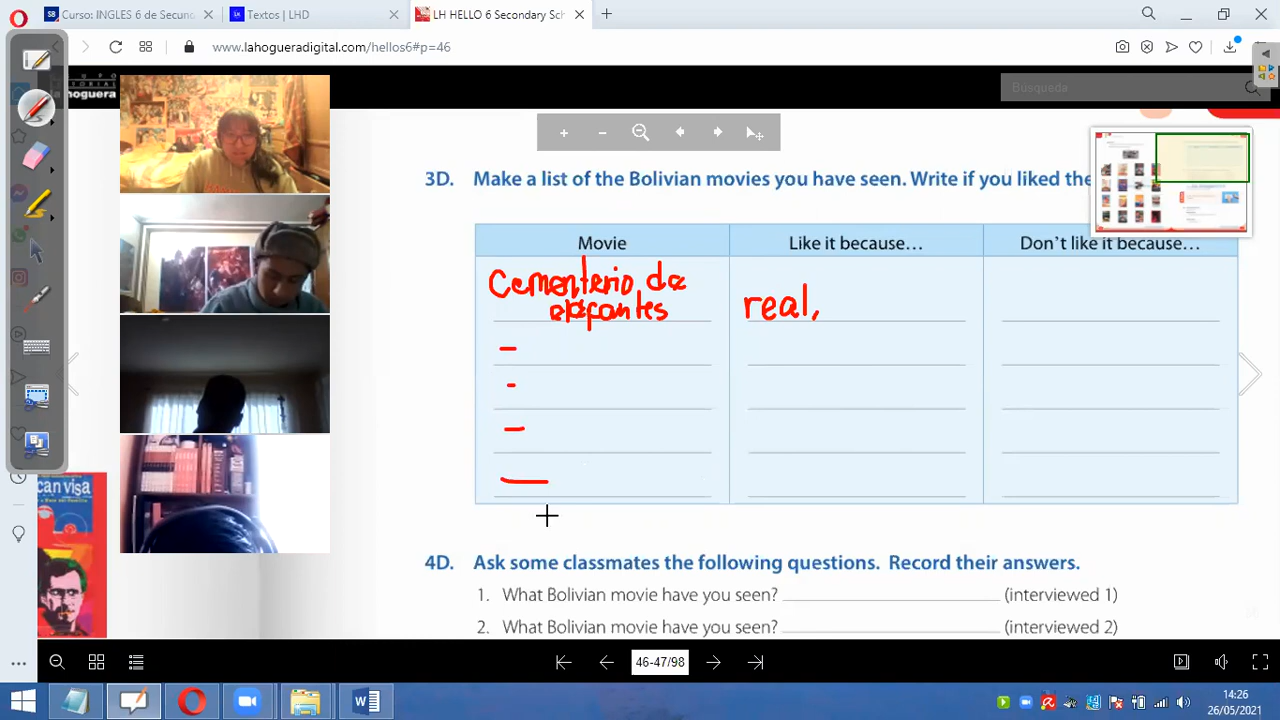 Curso: INGLES 6 de Secund
Textos | LHD
LH HELLO 6 Secondary Sch
www.lahogueradigital.com/hellos6#p=46
la hoguera
Búsqueda
3D. Make a list of the Bolivian movies you have seen. Write if you liked the
Movie
Like it because…
Don't like it because…
Cementerio de
elefantes
real,
4D. Ask some classmates the following questions. Record their answers.
1. What Bolivian movie have you seen? (interviewed 1)
2. What Bolivian movie have you seen? (interviewed 2)
can visa
46-47/98
14:26
26/05/2021